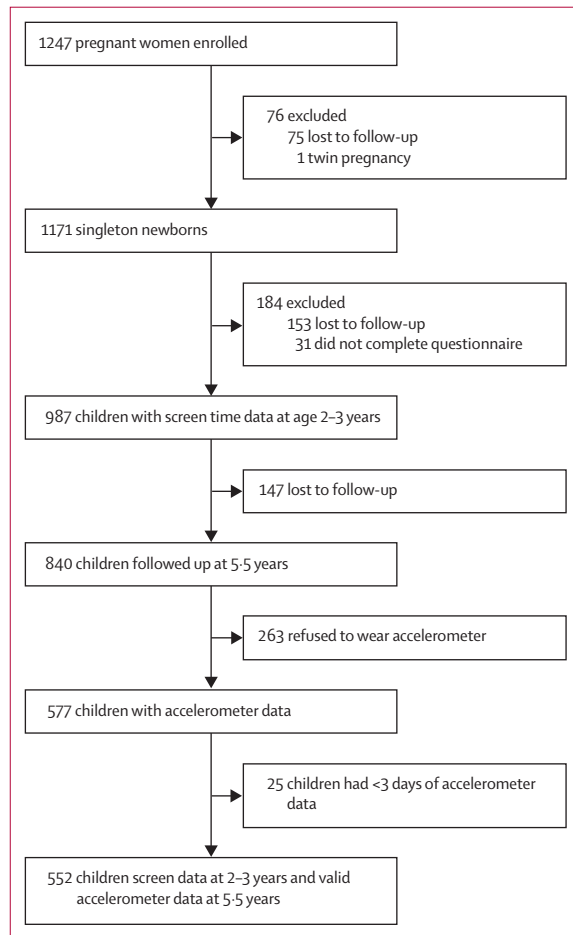 1247 pregnant women enrolled
76 excluded
75 lost to follow-up
1 twin pregnancy
1171 singleton newborns
184 excluded
153 lost to follow-up
31 did not complete questionnaire
987 children with screen time data at age 2–3 years
147 lost to follow-up
840 children followed up at 5·5 years
263 refused to wear accelerometer
577 children with accelerometer data
25 children had <3 days of accelerometer
data
552 children screen data at 2–3 years and valid
accelerometer data at 5·5 years